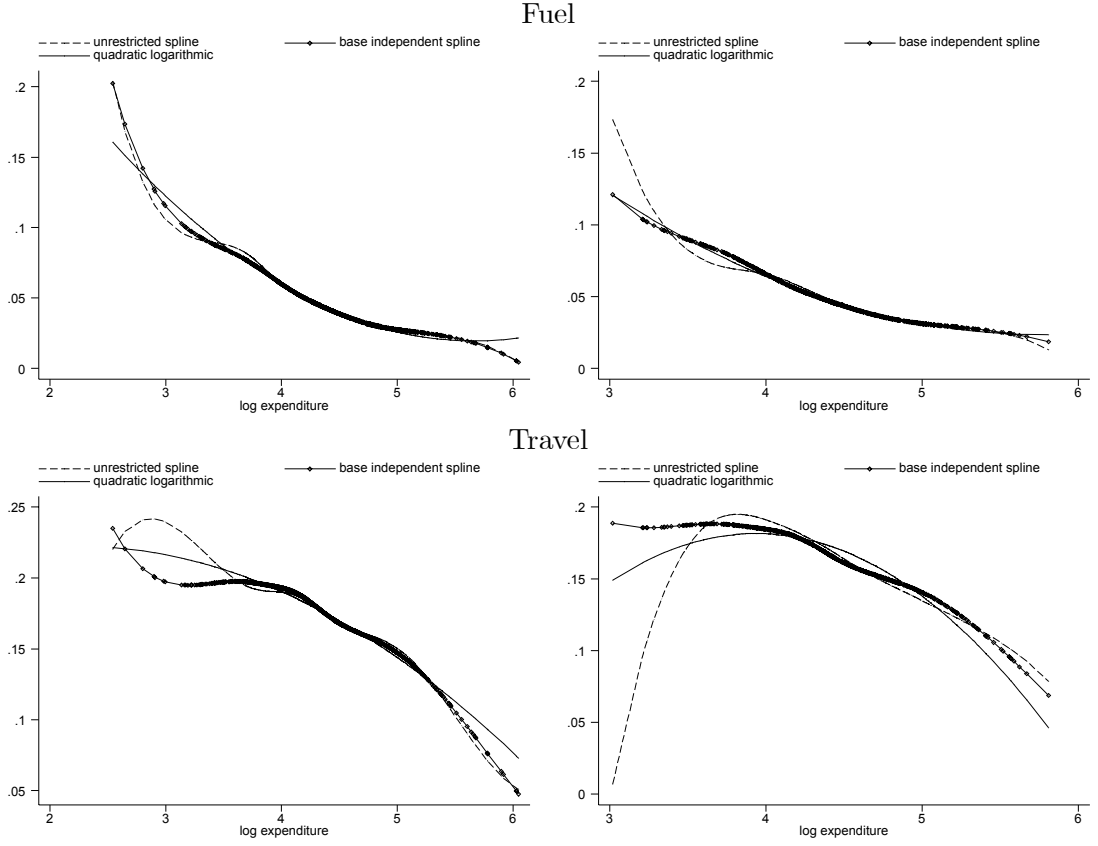 Fuel
unrestricted spline base independent spline
quadratic logarithmic
.2
.15
.1
.05
0
2 3 4 5 6
log expenditure
unrestricted spline base independent spline
quadratic logarithmic
.2
.15
.1
.05
0
3 4 5 6
log expenditure
Travel
unrestricted spline base independent spline
quadratic logarithmic
.25
.2
.15
.1
.05
2 3 4 5 6
log expenditure
unrestricted spline base independent spline
quadratic logarithmic
.2
.15
.1
.05
0
3 4 5 6
log expenditure